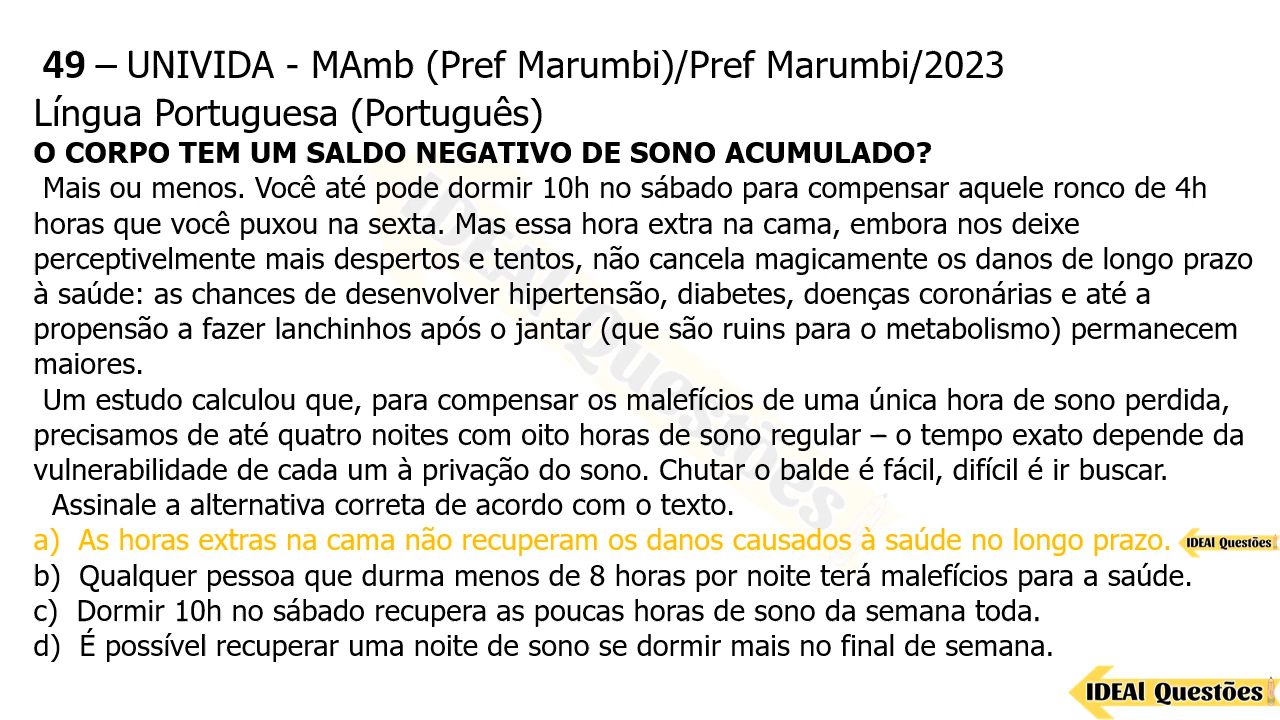 49 – UNIVIDA - MAmb (Pref Marumbi)/Pref Marumbi/2023
Língua Portuguesa (Português)
O CORPO TEM UM SALDO NEGATIVO DE SONO ACUMULADO?
Mais ou menos. Você até pode dormir 10h no sábado para compensar aquele ronco de 4h
horas que você puxou na sexta. Mas essa hora extra na cama, embora nos deixe
perceptivelmente mais despertos e tentos, não cancela magicamente os danos de longo prazo
à saúde: as chances de desenvolver hipertensão, diabetes, doenças coronárias e até a
propensão a fazer lanchinhos após o jantar (que são ruins para o metabolismo) permanecem
maiores.
Um estudo calculou que, para compensar os malefícios de uma única hora de sono perdida,
precisamos de até quatro noites com oito horas de sono regular – o tempo exato depende da
vulnerabilidade de cada um à privação do sono. Chutar o balde é fácil, difícil é ir buscar.
Assinale a alternativa correta de acordo com o texto.
a) As horas extras na cama não recuperam os danos causados à saúde no longo prazo.
IDEAl Questões
b) Qualquer pessoa que durma menos de 8 horas por noite terá malefícios para a saúde.
c) Dormir 10h no sábado recupera as poucas horas de sono da semana toda.
d) É possível recuperar uma noite de sono se dormir mais no final de semana.
IDEAl Questões
IDEAl Questões